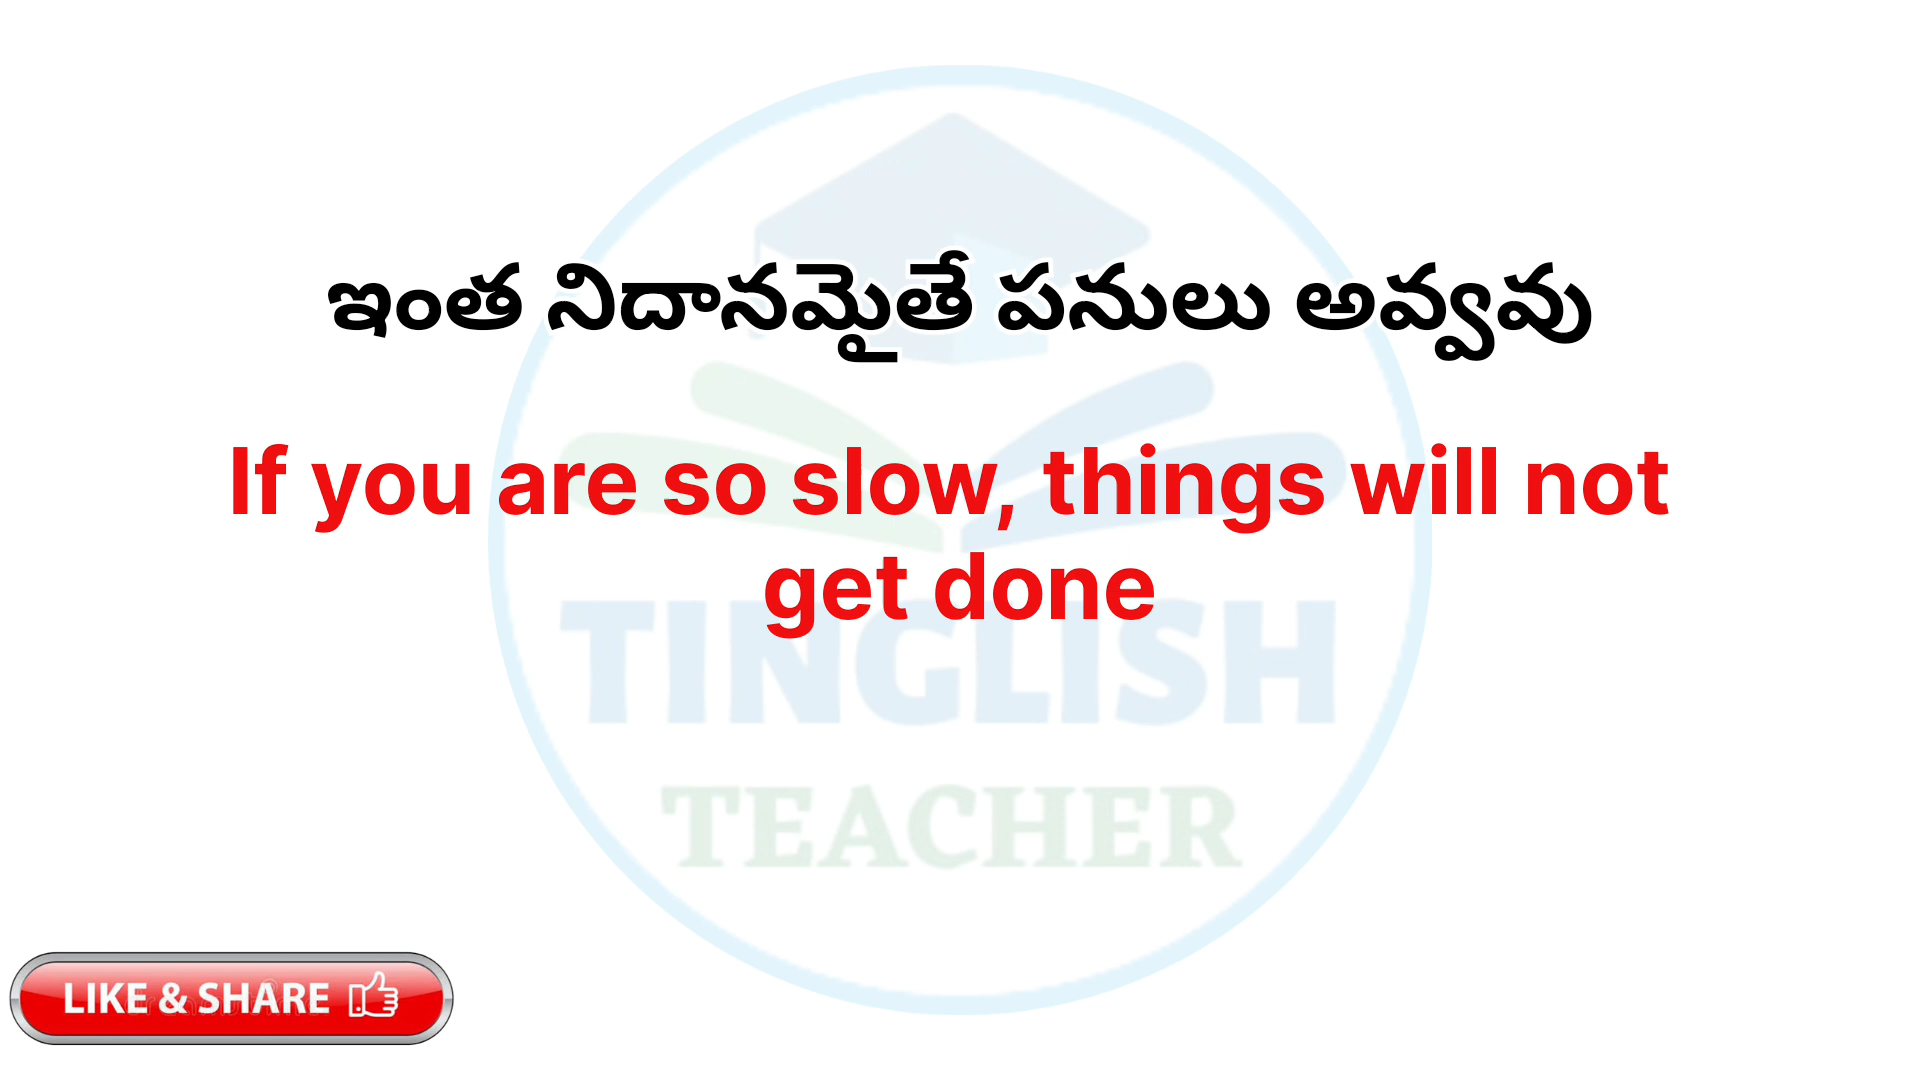 ఇంత నిదానమైతే పనులు అవ్వవు
If you are so slow, things will not
get done
TINGLISH
TEACHER
LIKE & SHARE